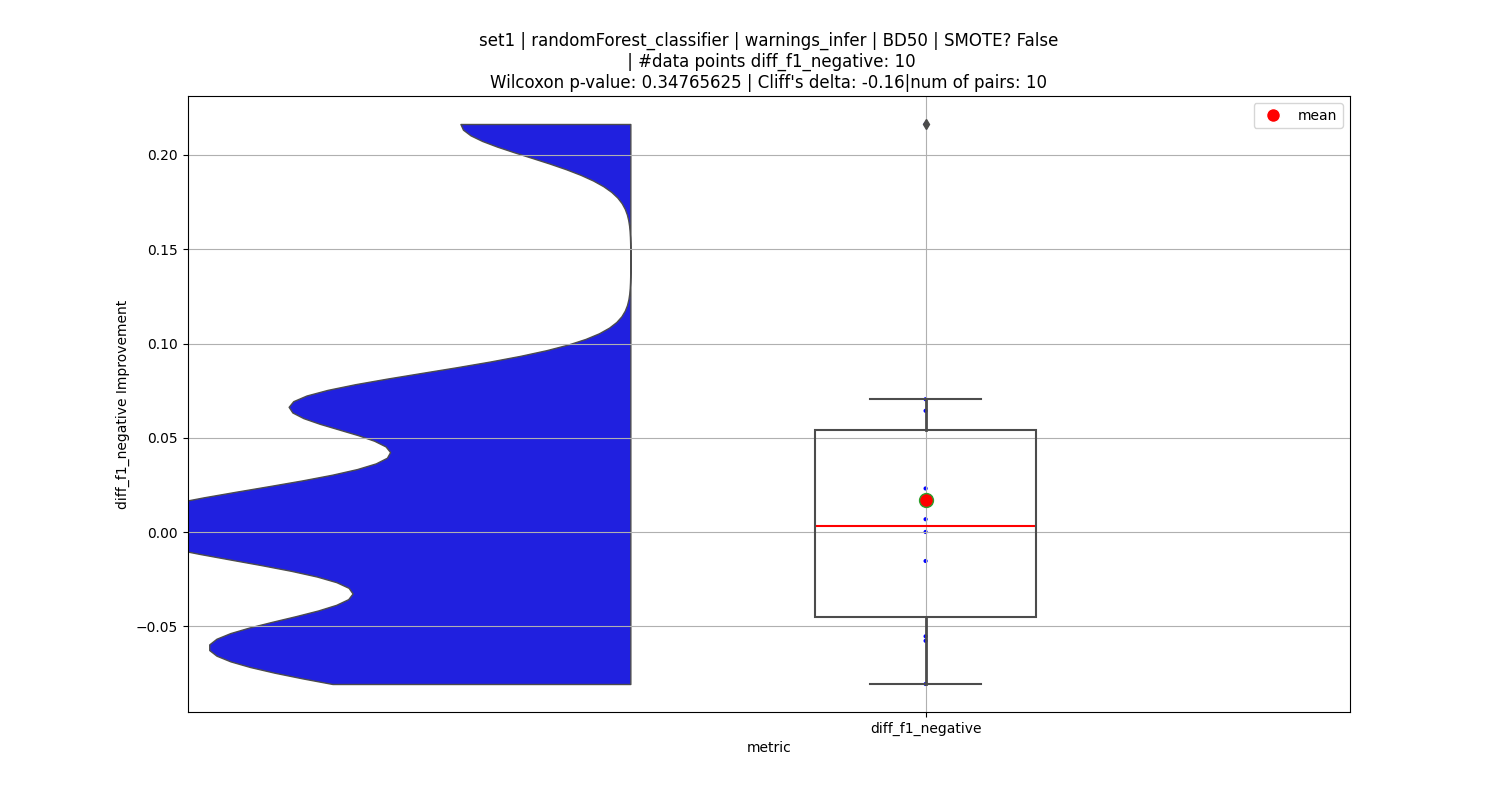 set1 | randomForest_classifier | warnings_infer | BD50 | SMOTE? False
| #data points diff_f1_negative: 10
Wilcoxon p-value: 0.34765625 | Cliff's delta: -0.16|num of pairs: 10
mean
0.20
0.15
0.10
0.05
0.00
−0.05
diff_f1_negative Improvement
diff_f1_negative
metric